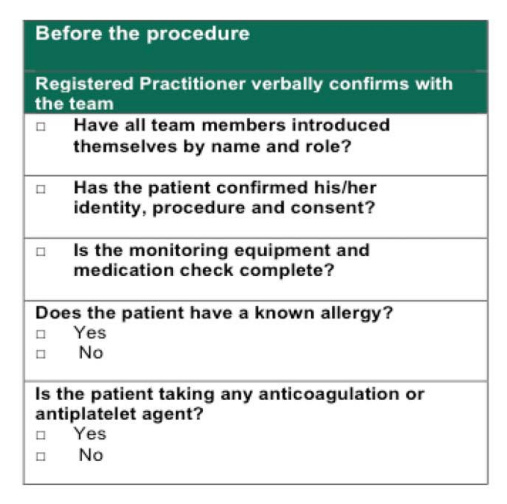 Before the procedure
Registered Practitioner verbally confirms with
the team
□ Have all team members introduced
themselves by name and role?
□ Has the patient confirmed his/her
identity, procedure and consent?
□ Is the monitoring equipment and
medication check complete?
Does the patient have a known allergy?
□ Yes
□ No
Is the patient taking any anticoagulation or
antiplatelet agent?
□ Yes
□ No